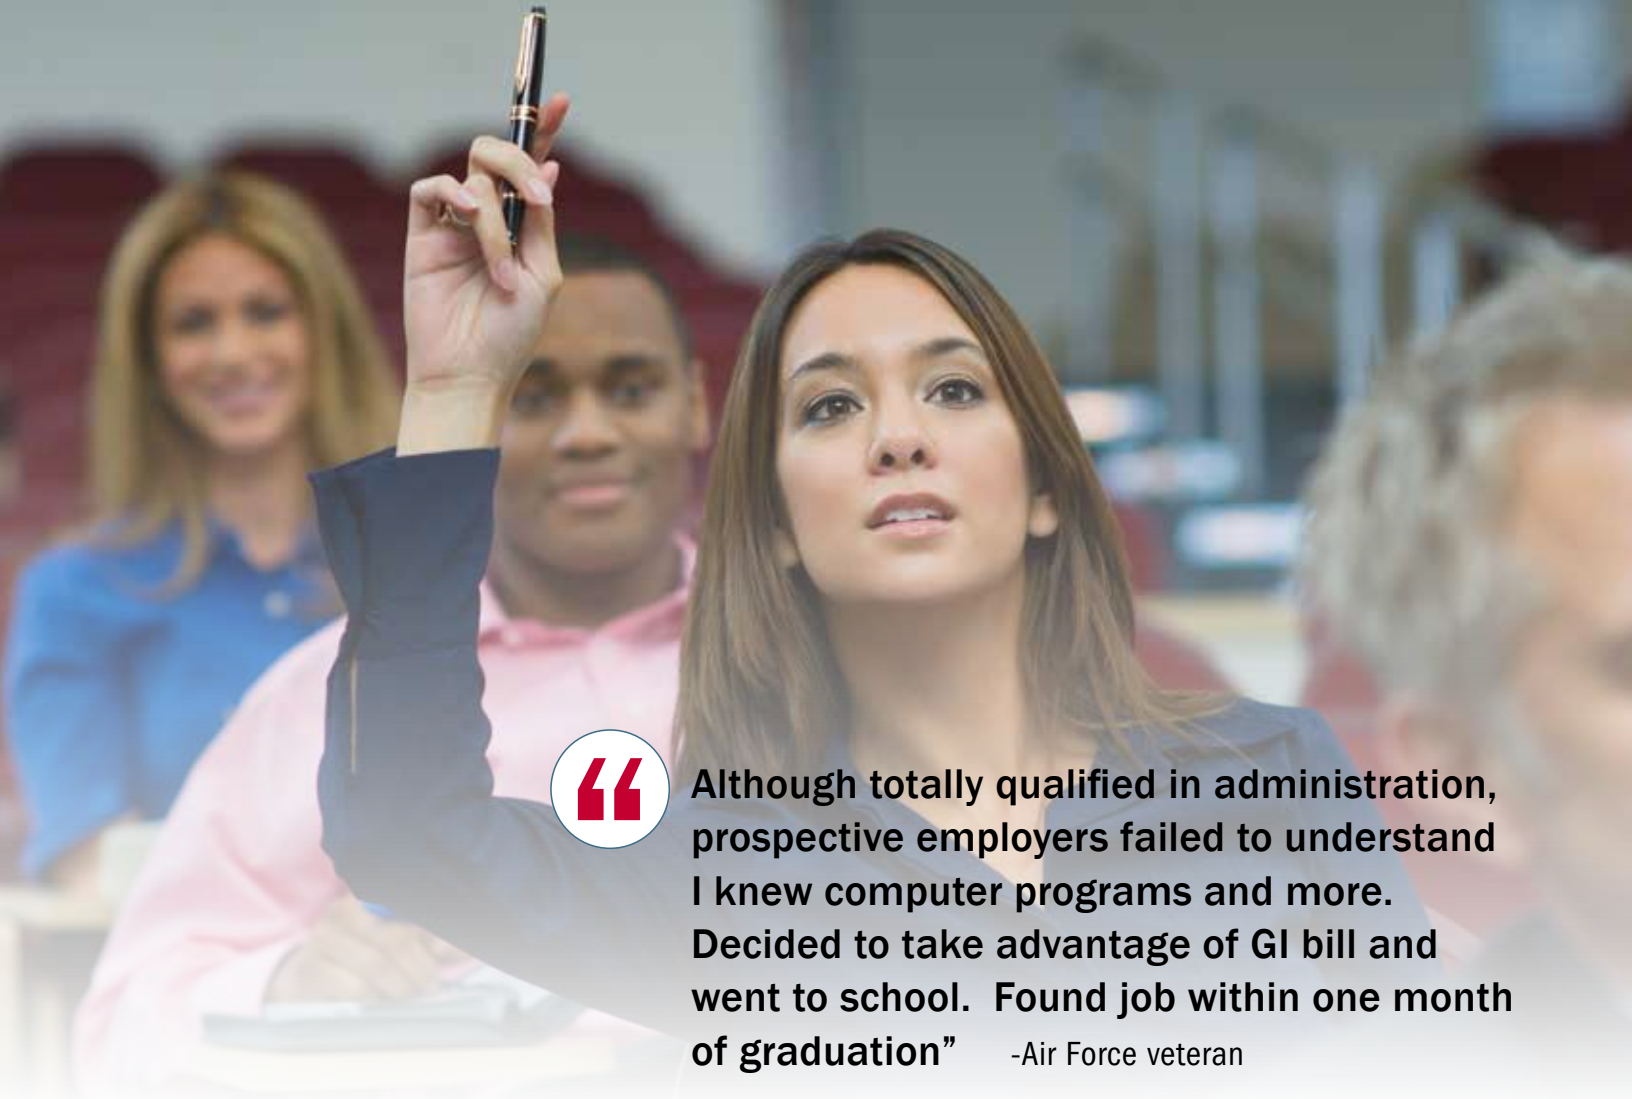 “
Although totally qualified in administration,
prospective employers failed to understand
I knew computer programs and more.
Decided to take advantage of GI bill and
went to school.  Found job within one month
of graduation” -Air Force veteran